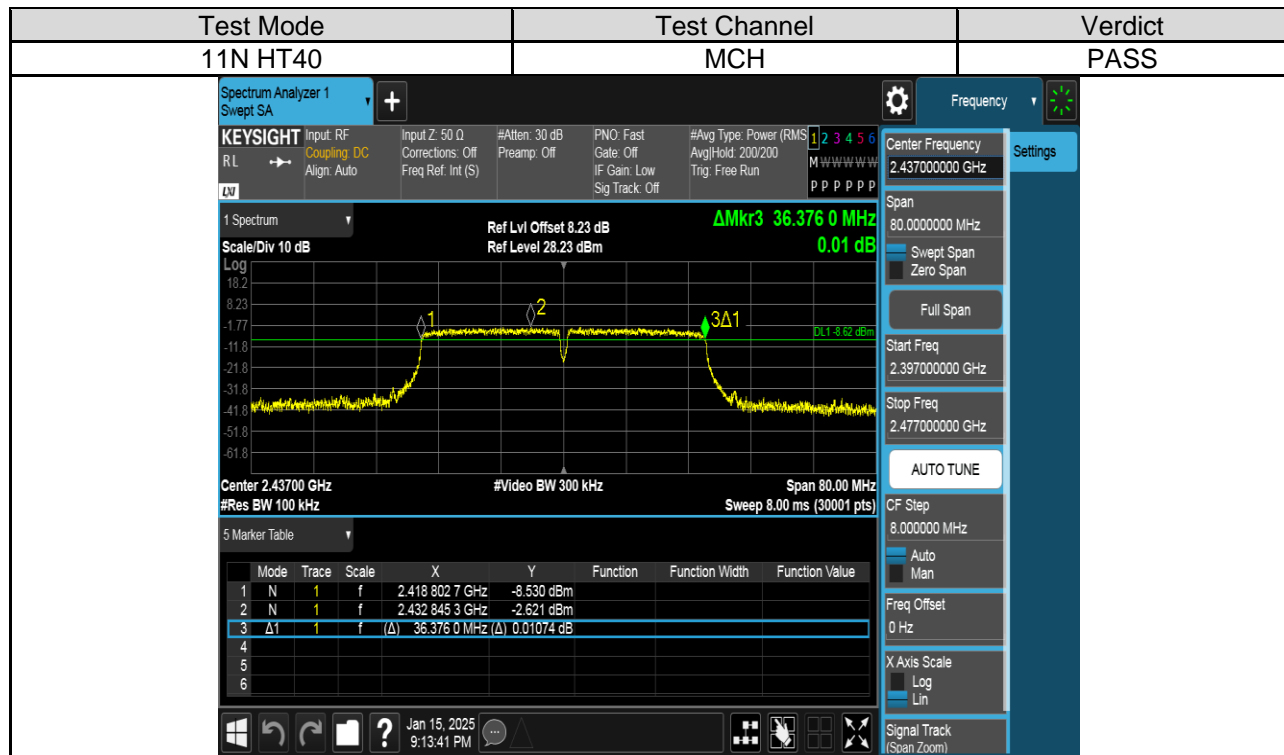 Test Mode Test Channel Verdict
11N HT40 MCH PASS
Spectrum Analyzer 1
Swept SA
+
Frequency
KEYSIGHT
RL
LXI
Input: RF
Coupling: DC
Align: Auto
Input Z: 50 Ω
Corrections: Off
Freq Ref: Int (S)
#Atten: 30 dB
Preamp: Off
PNO: Fast
Gate: Off
IF Gain: Low
Sig Track: Off
#Avg Type: Power (RMS
Avg|Hold: 200/200
Trig: Free Run
1 2 3 4 5 6
M W W W W W
P P P P P P
1 Spectrum
Scale/Div 10 dB
Ref Lvl Offset 8.23 dB
Ref Level 28.23 dBm
ΔMkr3 36.376 0 MHz
0.01 dB
Log
18.2
8.23
-1.77
-11.8
-21.8
-31.8
-41.8
-51.8
-61.8
1
2
3Δ1
DL1 -8.62 dBm
Center 2.43700 GHz #Video BW 300 kHz Span 80.00 MHz
#Res BW 100 kHz Sweep 8.00 ms (30001 pts)
5 Marker Table
Mode Trace Scale X Y Function Function Width Function Value
1 N 1 f 2.418 802 7 GHz -8.530 dBm
2 N 1 f 2.432 845 3 GHz -2.621 dBm
3 Δ1 1 f (Δ) 36.376 0 MHz (Δ) 0.01074 dB
4
5
6
?
Jan 15, 2025
9:13:41 PM
Settings
Center Frequency
2.437000000 GHz
Span
80.0000000 MHz
Swept Span
Zero Span
Full Span
Start Freq
2.397000000 GHz
Stop Freq
2.477000000 GHz
AUTO TUNE
CF Step
8.000000 MHz
Auto
Man
Freq Offset
0 Hz
X Axis Scale
Log
Lin
Signal Track
(Span Zoom)